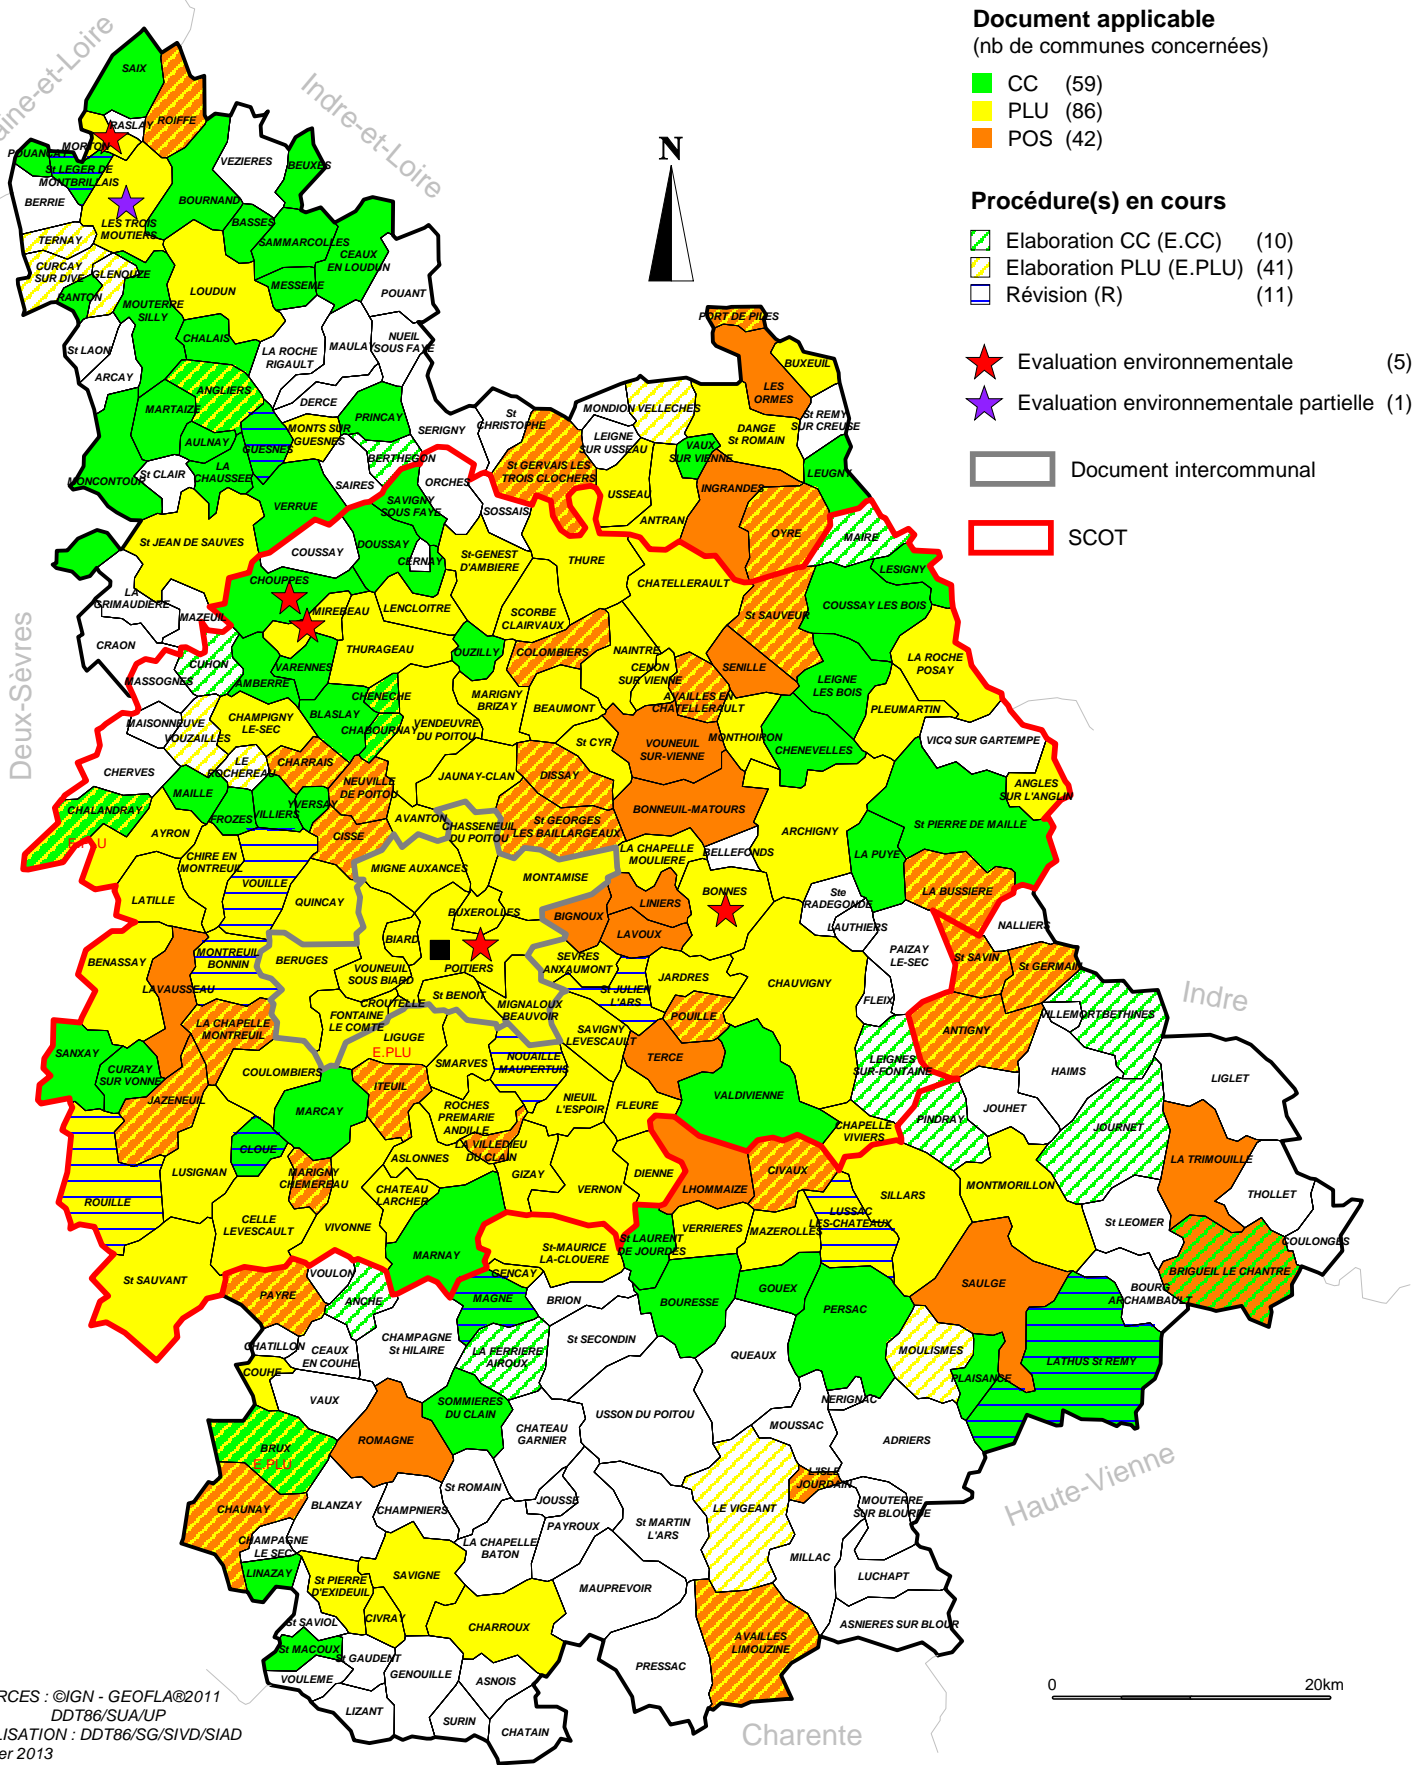 Document applicable
(nb de communes concernées)
CC (59)
PLU (86)
POS (42)
Procédure(s) en cours
Elaboration CC (E.CC) (10)
Elaboration PLU (E.PLU) (41)
Révision (R) (11)
Evaluation environnementale (5)
Evaluation environnementale partielle (1)
Document intercommunal
SCOT
N
aine-et-Loire
Indre-et-Loire
Deux-Sèvres
Indre
Haute-Vienne
Charente
SAIX
RASLAY
ROIFFE
MORTON
POUANCAY
St LEGER DE
MONTBRILLAIS
VEZIERES
BEUXES
BERRIE
BOURNAND
LES TROIS
MOUTIERS
BASSES
TERNAY
SAMMARCOLLES
CEAUX
EN LOUDUN
CURCAY
SUR DIVE
GLENOUZE
RANTON
MOUTERRE
SILLY
LOUDUN
MESSEME
POUANT
CHALAIS
St LAON
ARCAY
LA ROCHE
RIGAULT
MAULAY
NUEIL
SOUS FAYE
PORT DE PILES
BUXEUIL
LES
ORMES
ANGLIERS
MARTAIZE
DERCE
PRINCAY
MONTS SUR
GUESNES
SERIGNY
St
CHRISTOPHE
MONDION
VELLECHES
LEIGNE
SUR USSEAU
DANGE
St ROMAIN
St REMY
SUR CREUSE
AULNAY
GUESNES
BERTHEGON
VAUX
SUR VIENNE
LEUGNY
MONCONTOUR
St CLAIR
LA
CHAUSSEE
SAIRES
ORCHES
St GERVAIS LES
TROIS CLOCHERS
USSEAU
INGRANDES
VERRUE
SAVIGNY
SOUS FAYE
SOSSAIS
ANTRAN
OYRE
MAIRE
St JEAN DE SAUVES
COUSSAY
DOUSSAY
CERNAY
St-GENEST
D'AMBIERE
THURE
CHATELLERAULT
LESIGNY
CHOUPPES
LA
GRIMAUDIERE
MAZEUIL
MIREBEAU
LENCLOITRE
SCORBE
CLAIRVAUX
St SAUVEUR
COUSSAY LES BOIS
CRAON
THURAGEAU
OUZILLY
COLOMBIERS
NAINTRE
CENON
SUR VIENNE
SENILLE
LA ROCHE
POSAY
CUHON
MASSOGNES
VARENNES
AMBERRE
CHENECHE
MARIGNY
BRIZAY
BEAUMONT
AVAILLES EN
CHATELLERAULT
LEIGNE
LES BOIS
PLEUMARTIN
MAISONNEUVE
VOUZAILLES
CHAMPIGNY
LE-SEC
BLASLAY
CHABOURNAY
VENDEUVRE
DU POITOU
St CYR
VOUNEUIL
SUR-VIENNE
MONTHOIRON
CHENEVELLES
VICQ SUR GARTEMPE
CHERVES
LE
ROCHEREAU
CHARRAIS
NEUVILLE
DE POITOU
JAUNAY-CLAN
DISSAY
ANGLES
SUR L'ANGLIN
CHALANDRAY
E.PLU
MAILLE
FROZES
VILLIERS
YVERSAY
AVANTON
CHASSENEUIL
DU POITOU
St GEORGES
LES BAILLARGEAUX
BONNEUIL-MATOURS
St PIERRE DE MAILLE
AYRON
CISSE
ARCHIGNY
CHIRE EN
MONTREUIL
MIGNE AUXANCES
LA CHAPELLE
MOULIERE
BELLEFONDS
LA PUYE
VOUILLE
MONTAMISE
LATILLE
QUINCAY
BUXEROLLES
LINIERS
BONNES
Ste
RADEGONDE
LA BUSSIERE
BIGNOUX
LAVOUX
LAUTHIERS
NALLIERS
BENASSAY
MONTREUIL
BONNIN
BERUGES
BIARD
POITIERS
SEVRES
ANXAUMONT
PAIZAY
LE-SEC
St SAVIN
St GERMAIN
LAVAUSSEAU
VOUNEUIL
SOUS BIARD
St BENOIT
MIGNALOUX
BEAUVOIR
St JULIEN
L'ARS
JARDRES
CHAUVIGNY
FLEIX
CROUTELLE
FONTAINE
LE COMTE
LA CHAPELLE
MONTREUIL
POUILLE
VILLEMORT
BETHINES
LIGUGE
E.PLU
SAVIGNY
LEVESCAULT
ANTIGNY
SANXAY
CURZAY
SUR VONNE
COULOMBIERS
SMARVES
NOUAILLE
MAUPERTUIS
TERCE
LEIGNES
SUR-FONTAINE
HAIMS
LIGLET
JAZENEUIL
MARCAY
ITEUIL
ROCHES
PREMARIE
ANDILLE
NIEUIL
L'ESPOIR
FLEURE
VALDIVIENNE
PINDRAY
JOUHET
JOURNET
CHAPELLE
VIVIERS
CLOUE
LA VILLEDIEU
DU CLAIN
LUSIGNAN
MARIGNY
CHEMEREAU
ASLONNES
GIZAY
DIENNE
CIVAUX
LA TRIMOUILLE
ROUILLE
CHATEAU
LARCHER
VERNON
LHOMMAIZE
SILLARS
MONTMORILLON
THOLLET
CELLE
LEVESCAULT
VIVONNE
VERRIERES
MAZEROLLES
LUSSAC
LES-CHATEAUX
St LEOMER
COULONGES
MARNAY
St-MAURICE
LA-CLOUERE
St LAURENT
DE JOURDES
BRIGUEIL LE CHANTRE
St SAUVANT
VOULON
GENCAY
GOUEX
SAULGE
BOURG
ARCHAMBAULT
PAYRE
ANCHE
MAGNE
BRION
BOURESSE
PERSAC
CHATILLON
CEAUX
EN COUHE
CHAMPAGNE
St HILAIRE
LA FERRIERE
AIROUX
St SECONDIN
QUEAUX
MOULISMES
LATHUS St REMY
COUHE
PLAISANCE
VAUX
SOMMIERES
DU CLAIN
USSON DU POITOU
NERIGNAC
BRUX
E.PLU
ROMAGNE
CHATEAU
GARNIER
MOUSSAC
ADRIERS
L'ISLE
JOURDAIN
CHAUNAY
BLANZAY
CHAMPNIERS
St ROMAIN
JOUSSE
LE VIGEANT
MOUTERRE
SUR BLOURDE
CHAMPAGNE
LE SEC
LA CHAPELLE
BATON
PAYROUX
St MARTIN
L'ARS
MILLAC
LINAZAY
St PIERRE
D'EXIDEUIL
SAVIGNE
MAUPREVOIR
LUCHAPT
St SAVIOL
CIVRAY
CHARROUX
ASNIERES SUR BLOUR
St MACOUX
St GAUDENT
AVAILLES
LIMOUZINE
VOULEME
GENOUILLE
ASNOIS
PRESSAC
LIZANT
SURIN
CHATAIN
0 20km
RCES : ©IGN - GEOFLA®2011
DDT86/SUA/UP
LISATION : DDT86/SG/SIVD/SIAD
er 2013